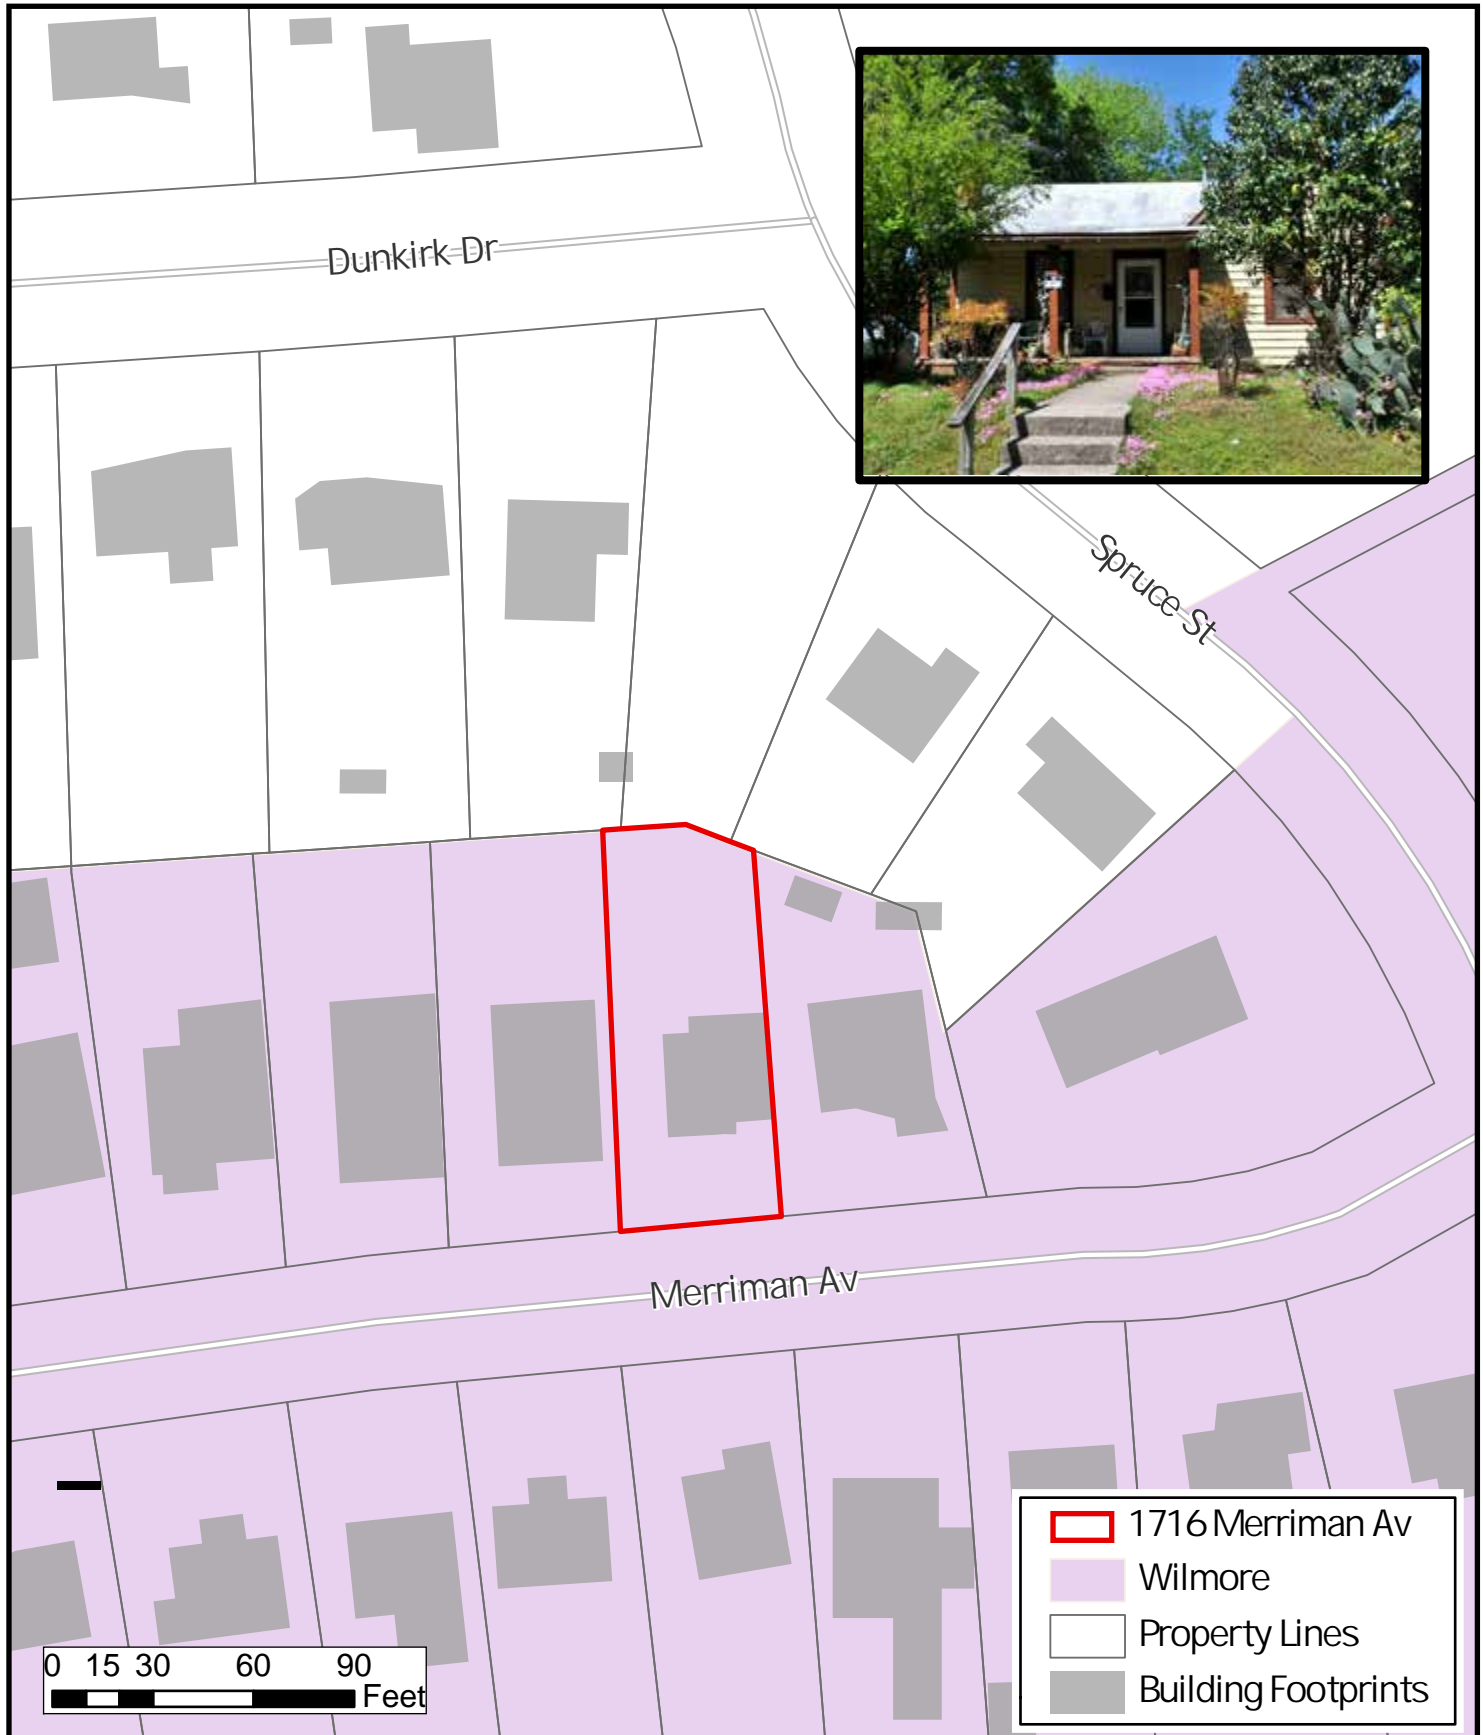 Dunkirk Dr
Spruce St
Merriman Av
1716 Merriman Av
Wilmore
Property Lines
Building Footprints
0 15 30 60 90
Feet